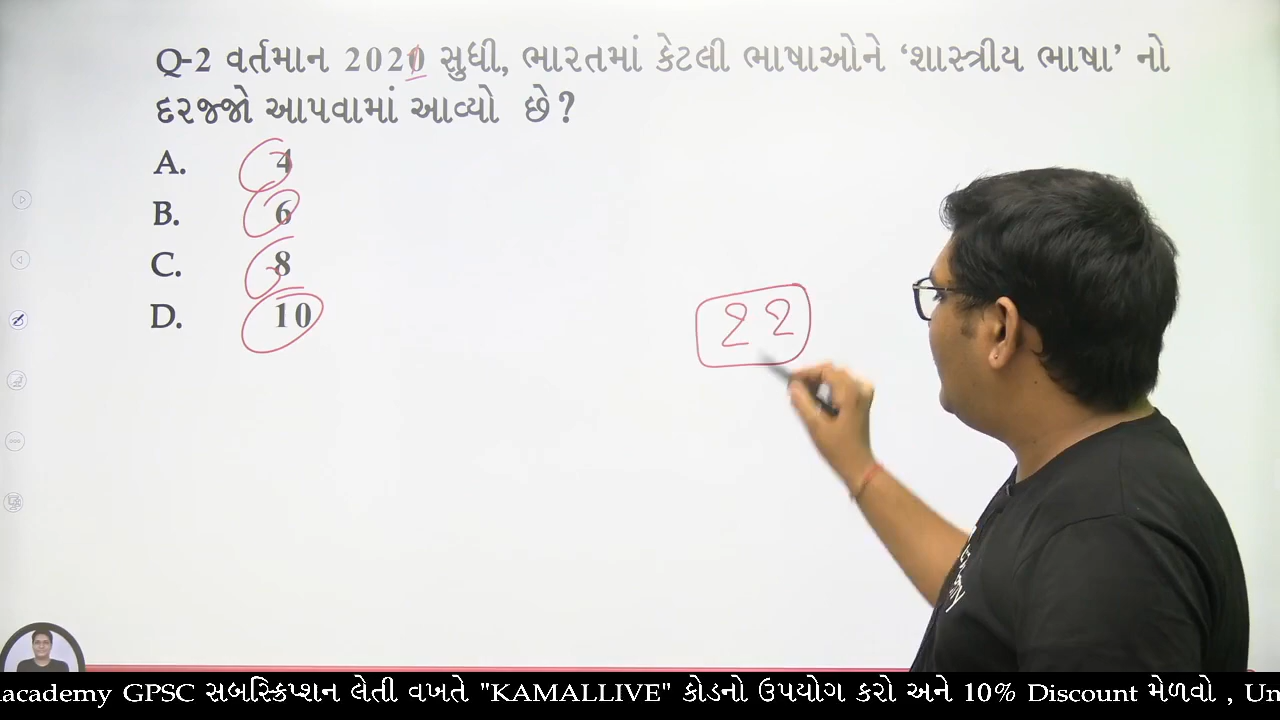 Q-2 વર્તમાન 2020 સુધી, ભારતમાં કેટલી ભાષાઓને ‘શાસ્ત્રીય ભાષા’ નો
દરજ્જો આપવામાં આવ્યો છે?
A. 4
B. 6
C. 8
D. 10
22
academy GPSC સબસ્ક્રિપ્શન લેતી વખતે "KAMALLIVE" કોડનો ઉપયોગ કરો અને 10% Discount મેળવો , Un